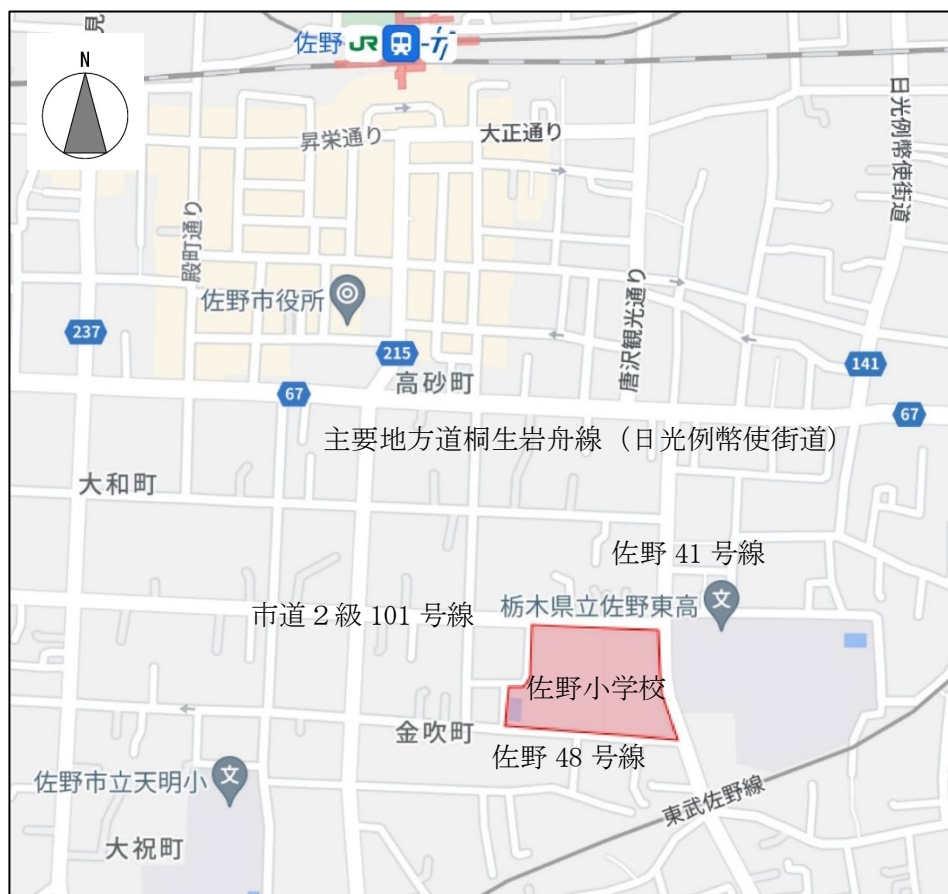 見
佐野 JR
N
昇栄通り
大正通り
日光例幣使街道
殿町通り
佐野市役所
唐沢観光通り
237
215
141
高砂町
67
67
主要地方道桐生岩舟線（日光例幣使街道）
大和町
佐野 41 号線
栃木県立佐野東高
文
市道２級 101 号線
佐野小学校
金吹町
佐野 48 号線
佐野市立天明小
文
東武佐野線
大祝町